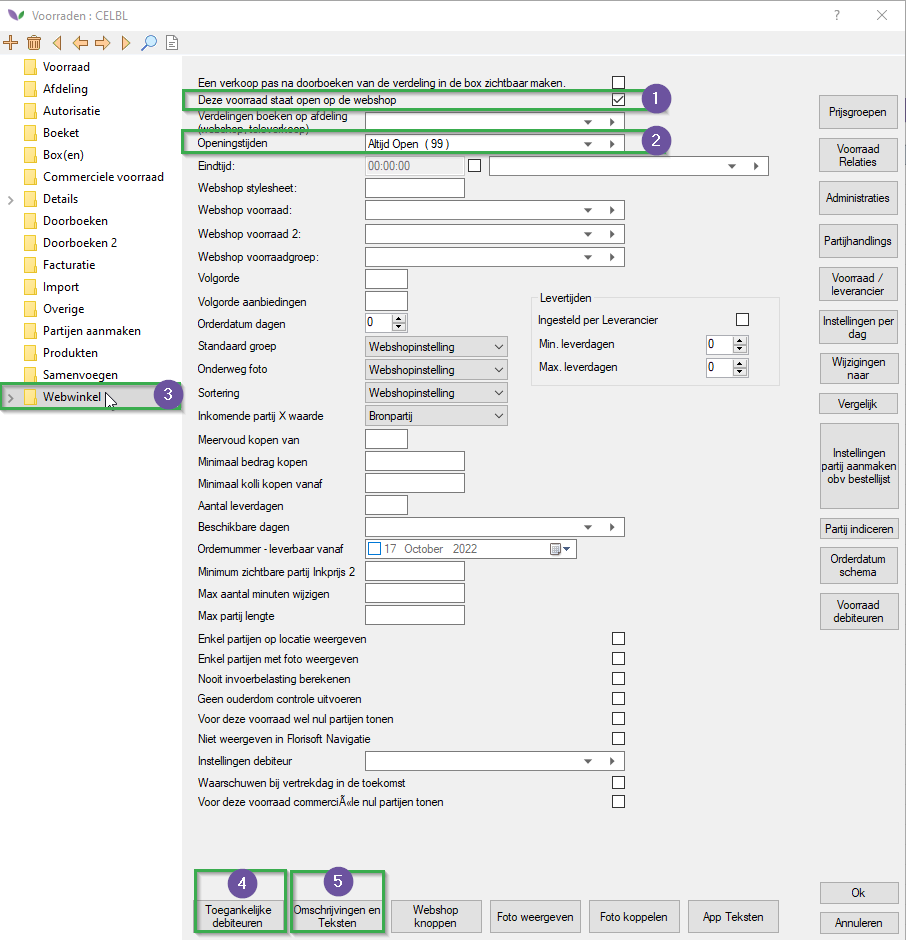 Voorraden : CELBL
?
Voorraad
Afdeling
Autorisatie
Boeket
Box(en)
Commerciele voorraad
Details
Doorboeken
Doorboeken 2
Facturatie
Import
Overige
Partijen aanmaken
Produkten
Samenvoegen
Webwinkel
3
Een verkoop pas na doorboeken van de verdeling in de box zichtbaar maken.
Deze voorraad staat open op de webshop
1
Verdelingen boeken op afdeling
(webshop, televerkoop)
Openingstijden Altijd Open ( 99 )
2
Eindtijd: 00:00:00
Webshop stylesheet:
Webshop voorraad:
Webshop voorraad 2:
Webshop voorraadgroep:
Volgorde
Volgorde aanbiedingen
Orderdatum dagen 0
Standaard groep Webshopinstelling
Onderweg foto Webshopinstelling
Sortering Webshopinstelling
Inkomende partij X waarde Bronpartij
Meervoud kopen van
Minimaal bedrag kopen
Minimaal kolli kopen vanaf
Aantal leverdagen
Beschikbare dagen
Ordernummer - leverbaar vanaf 17 October 2022
Minimum zichtbare partij Inkprijs 2
Max aantal minuten wijzigen
Max partij lengte
Enkel partijen op locatie weergeven
Enkel partijen met foto weergeven
Nooit invoerbelasting berekenen
Geen ouderdom controle uitvoeren
Voor deze voorraad wel nul partijen tonen
Niet weergeven in Florisoft Navigatie
Instellingen debiteur
Waarschuwen bij vertrekdag in de toekomst
Voor deze voorraad commerciÃ«le nul partijen tonen
Levertijden
Ingesteld per Leverancier
Min. leverdagen 0
Max. leverdagen 0
Prijsgroepen
Voorraad
Relaties
Administraties
Partijhandlings
Voorraad /
leverancier
Instellingen per
dag
Wijzigingen
naar
Vergelijk
Instellingen
partij aanmaken
obv bestellijst
Partij indiceren
Orderdatum
schema
Voorraad
debiteuren
4
Toegankelijke
debiteuren
5
Omschrijvingen en
Teksten
Webshop
knoppen
Foto weergeven
Foto koppelen
App Teksten
Ok
Annuleren